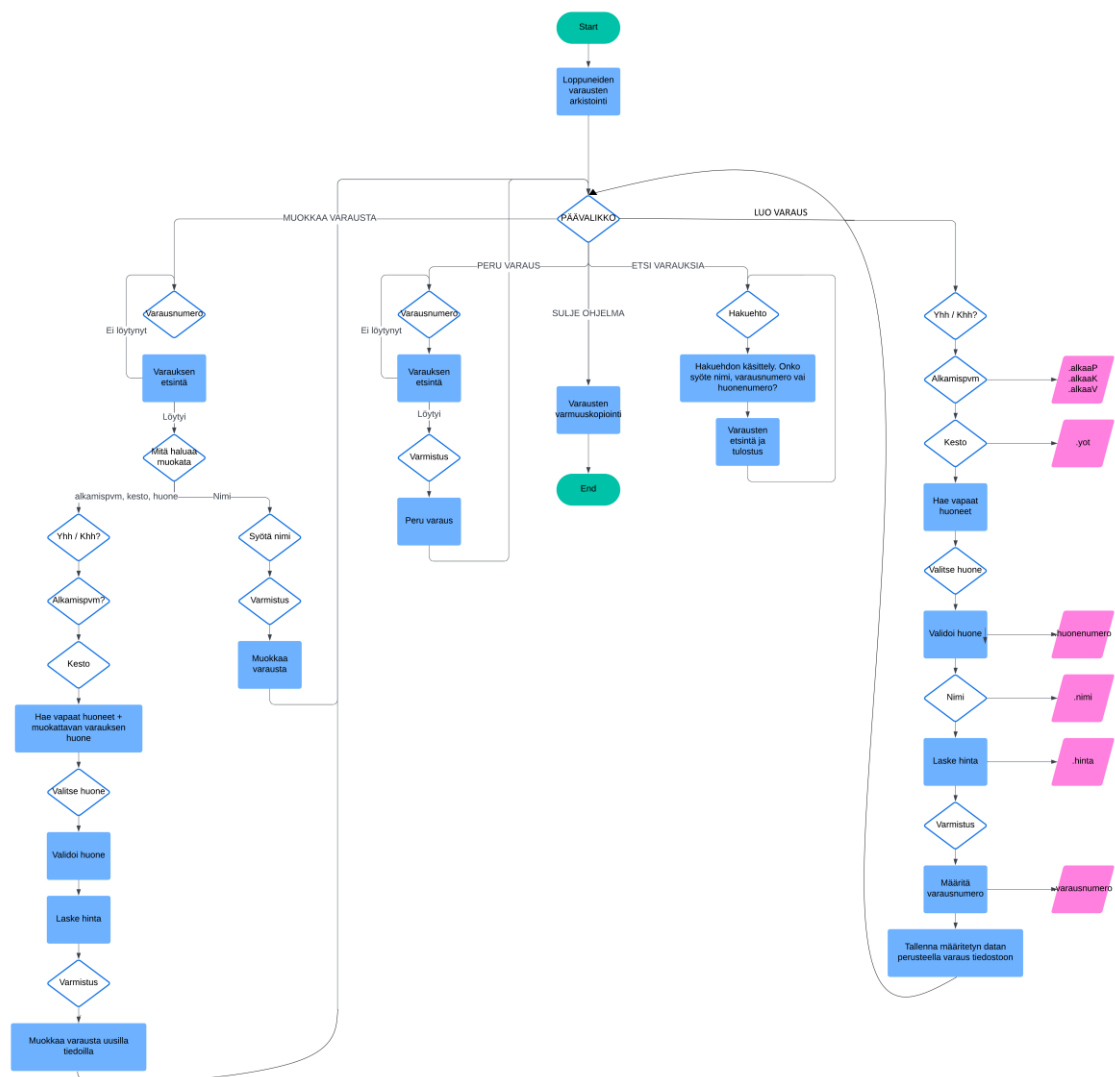 Start
Loppuneiden
varausten
arkistointi
PÄÄVALIKKO
MUOKKAA VARAUSTA
LUO VARAUS
PERU VARAUS
ETSI VARAUKSIA
SULJE OHJELMA
Varausnumero
Ei löytynyt
Varauksen
etsintä
Löytyi
Mitä haluaa
muokata
alkamispvm, kesto, huone
Nimi
Yhh / Khh?
Alkamispvm?
Kesto
Hae vapaat huoneet +
muokattavan varauksen
huone
Valitse huone
Validoi huone
Laske hinta
Varmistus
Muokkaa varausta uusilla
tiedoilla
Syötä nimi
Varmistus
Muokkaa
varausta
Varausnumero
Ei löytynyt
Varauksen
etsintä
Löytyi
Varmistus
Peru varaus
Varausten
varmuuskopiointi
End
Hakuehto
Hakuehdon käsittely. Onko
syöte nimi, varausnumero vai
huonenumero?
Varausten
etsintä ja
tulostus
Yhh / Khh?
Alkamispvm
.alkaaP
.alkaaK
.alkaaV
Kesto
.yot
Hae vapaat
huoneet
Valitse huone
Validoi huone
huonenumero
Nimi
.nimi
Laske hinta
.hinta
Varmistus
Määritä
varausnumero
varausnumero
Tallenna määritetyn datan
perusteella varaus tiedostoon